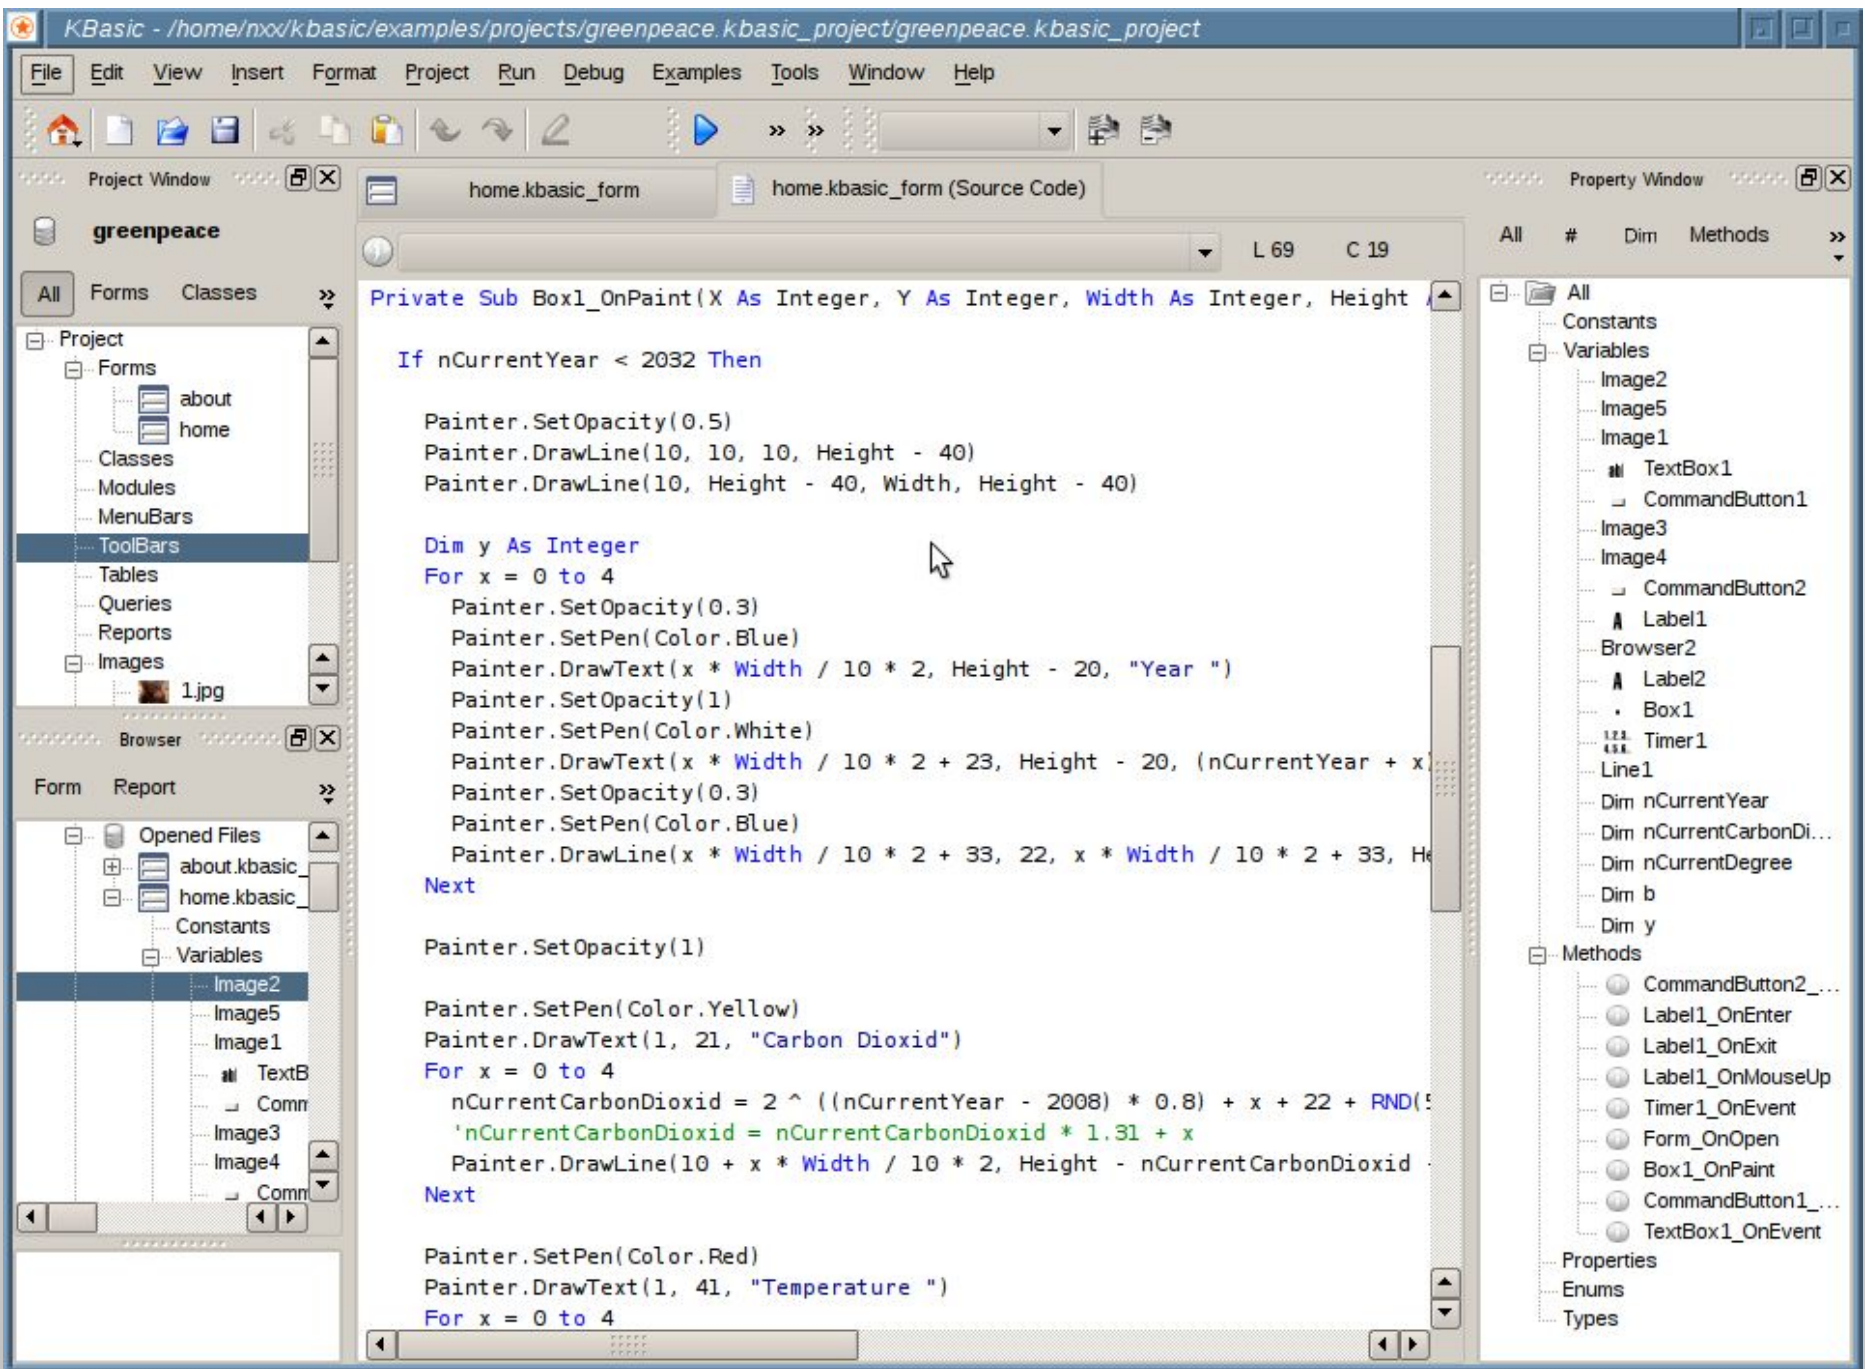 KBasic - /home/nxx/kbasic/examples/projects/greenpeace.kbasic_project/greenpeace.kbasic_project
File Edit View Insert Format Project Run Debug Examples Tools Window Help
Project Window
greenpeace
All Forms Classes
Project
Forms
about
home
Classes
Modules
MenuBars
ToolBars
Tables
Queries
Reports
Images
1.jpg
Browser
Form Report
Opened Files
about.kbasic_
home.kbasic_
Constants
Variables
Image2
Image5
Image1
TextB
Comm
Image3
Image4
Comm
home.kbasic_form
home.kbasic_form (Source Code)
L 69 C 19
Private Sub Box1_OnPaint(X As Integer, Y As Integer, Width As Integer, Height
If nCurrentYear < 2032 Then
Painter.SetOpacity(0.5)
Painter.DrawLine(10, 10, 10, Height - 40)
Painter.DrawLine(10, Height - 40, Width, Height - 40)
Dim y As Integer
For x = 0 to 4
Painter.SetOpacity(0.3)
Painter.SetPen(Color.Blue)
Painter.DrawText(x * Width / 10 * 2, Height - 20, "Year ")
Painter.SetOpacity(1)
Painter.SetPen(Color.White)
Painter.DrawText(x * Width / 10 * 2 + 23, Height - 20, (nCurrentYear + x)
Painter.SetOpacity(0.3)
Painter.SetPen(Color.Blue)
Painter.DrawLine(x * Width / 10 * 2 + 33, 22, x * Width / 10 * 2 + 33, He
Next
Painter.SetOpacity(1)
Painter.SetPen(Color.Yellow)
Painter.DrawText(1, 21, "Carbon Dioxid")
For x = 0 to 4
nCurrentCarbonDioxid = 2 ^ ((nCurrentYear - 2008) * 0.8) + x + 22 + RND(5
'nCurrentCarbonDioxid = nCurrentCarbonDioxid * 1.31 + x
Painter.DrawLine(10 + x * Width / 10 * 2, Height - nCurrentCarbonDioxid -
Next
Painter.SetPen(Color.Red)
Painter.DrawText(1, 41, "Temperature ")
For x = 0 to 4
Property Window
All # Dim Methods
All
Constants
Variables
Image2
Image5
Image1
TextBox1
CommandButton1
Image3
Image4
CommandButton2
Label1
Browser2
Label2
Box1
Timer1
Line1
Dim nCurrentYear
Dim nCurrentCarbonDi...
Dim nCurrentDegree
Dim b
Dim y
Methods
CommandButton2_...
Label1_OnEnter
Label1_OnExit
Label1_OnMouseUp
Timer1_OnEvent
Form_OnOpen
Box1_OnPaint
CommandButton1_...
TextBox1_OnEvent
Properties
Enums
Types